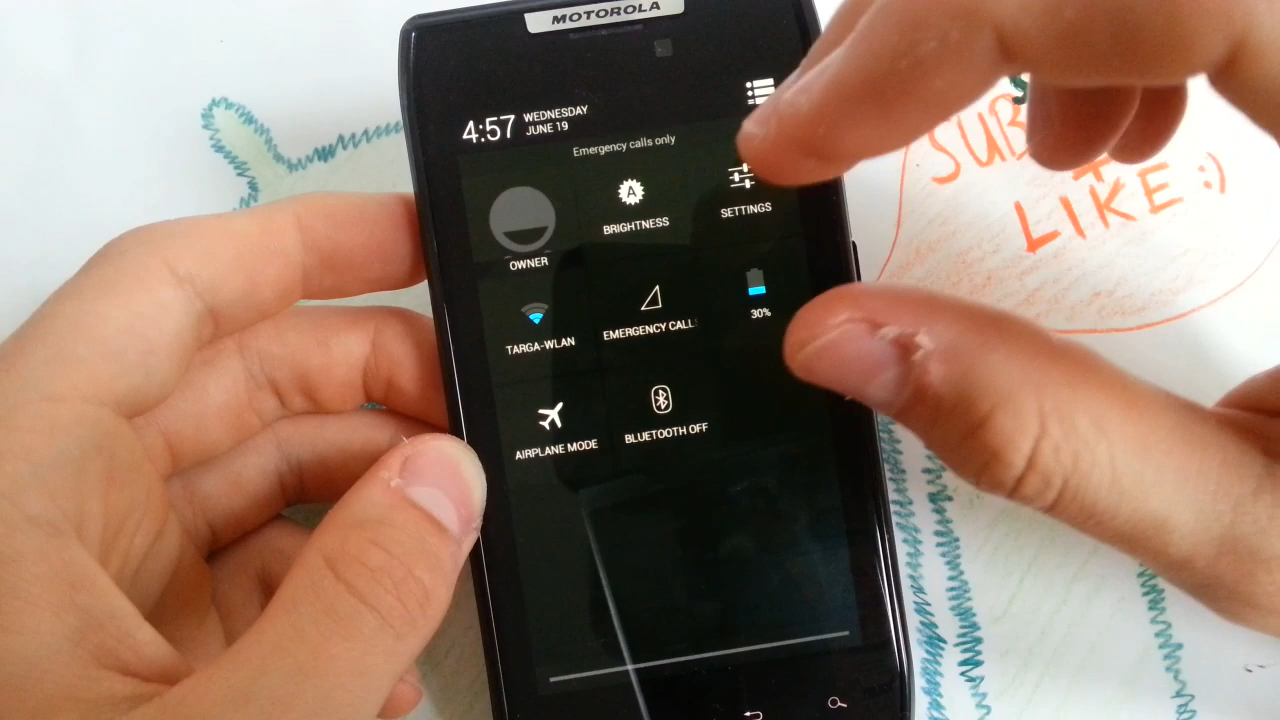 MOTOROLA
4:57 WEDNESDAY
JUNE 19
Emergency calls only
OWNER
BRIGHTNESS
SETTINGS
TARGA-WLAN
EMERGENCY CALL
30%
AIRPLANE MODE
BLUETOOTH OFF
LIKE :)